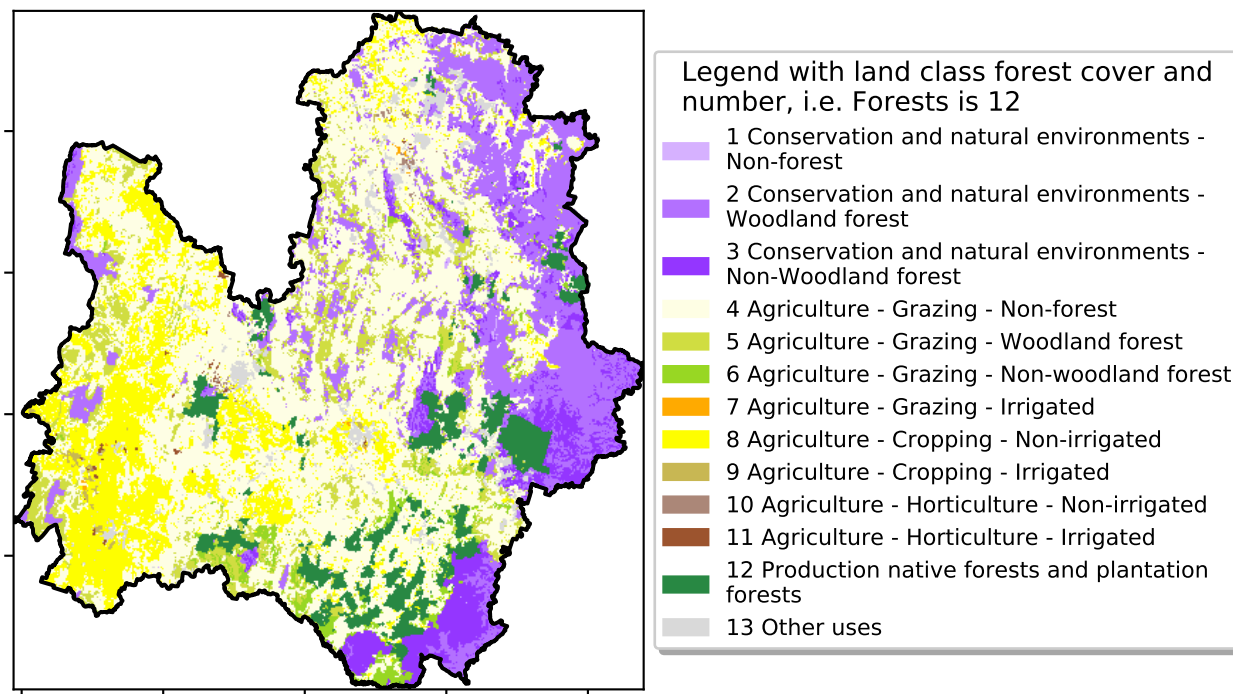 Legend with land class forest cover and
number, i.e. Forests is 12
1 Conservation and natural environments -
Non-forest
2 Conservation and natural environments -
Woodland forest
3 Conservation and natural environments -
Non-Woodland forest
4 Agriculture - Grazing - Non-forest
5 Agriculture - Grazing - Woodland forest
6 Agriculture - Grazing - Non-woodland forest
7 Agriculture - Grazing - Irrigated
8 Agriculture - Cropping - Non-irrigated
9 Agriculture - Cropping - Irrigated
10 Agriculture - Horticulture - Non-irrigated
11 Agriculture - Horticulture - Irrigated
12 Production native forests and plantation
forests
13 Other uses